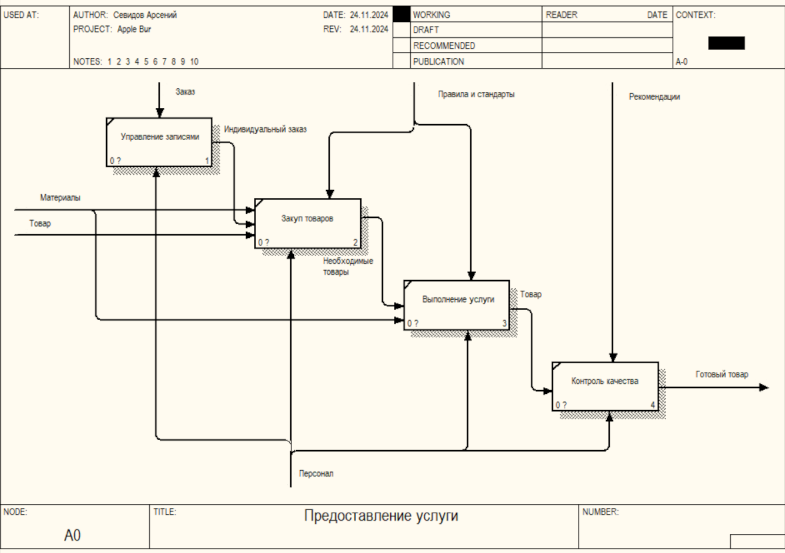 USED AT:
AUTHOR: Севидов Арсений
DATE: 24.11.2024
WORKING
READER
DATE
CONTEXT:
PROJECT: Apple Bur
REV: 24.11.2024
DRAFT
RECOMMENDED
NOTES: 1 2 3 4 5 6 7 8 9 10
PUBLICATION
A-0
Заказ
Правила и стандарты
Рекомендации
Управление записями
0 ?
1
Индивидуальный заказ
Материалы
Товар
Закуп товаров
0 ?
2
Необходимые
товары
Выполнение услуги
0 ?
3
Товар
Контроль качества
0 ?
4
Готовый товар
Персонал
NODE:
A0
TITLE:
Предоставление услуги
NUMBER: